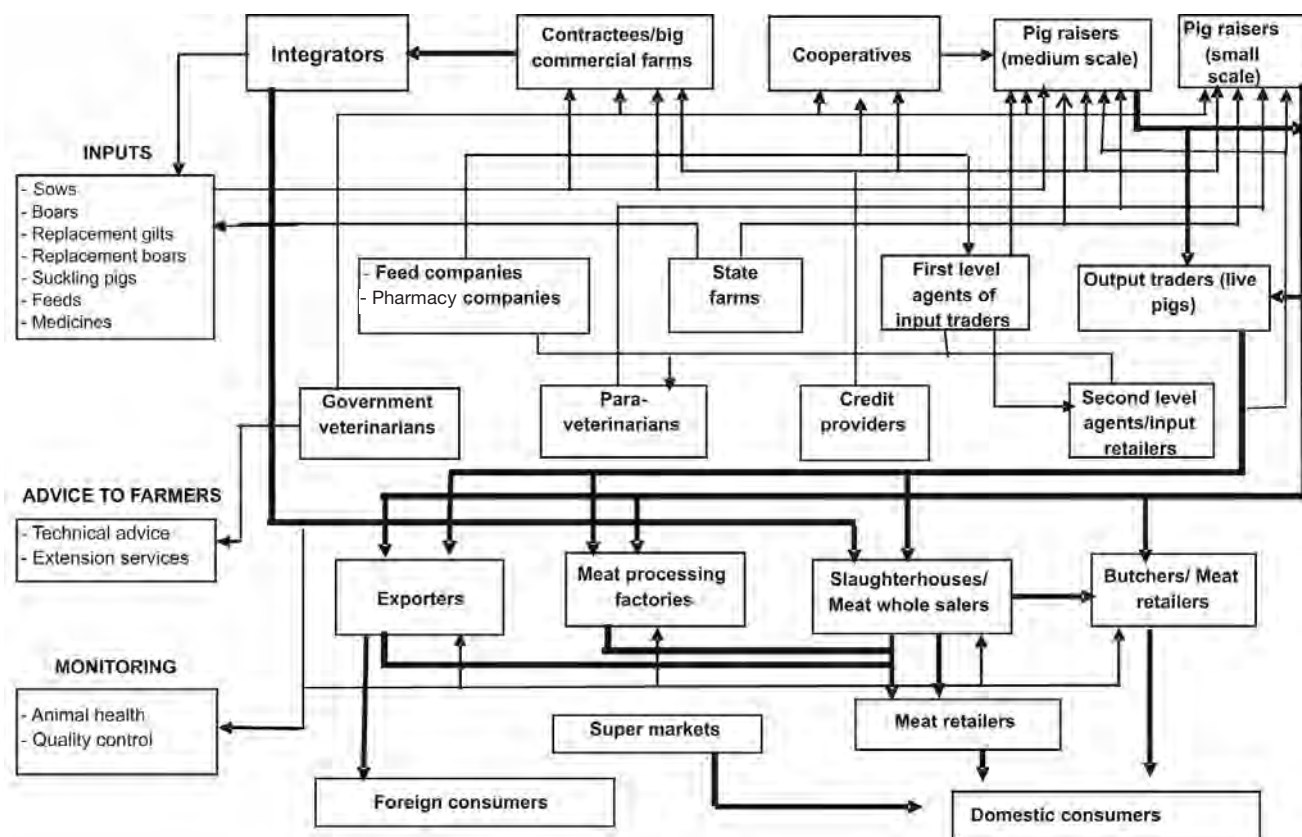 Integrators
Contractees/big
commercial farms
Cooperatives
Pig raisers
(medium scale)
Pig raisers
(small
scale)
INPUTS
- Sows
- Boars
- Replacement gilts
- Replacement boars
- Suckling pigs
- Feeds
- Medicines
- Feed companies
- Pharmacy companies
State
farms
First level
agents of
input traders
Output traders (live
pigs)
Government
veterinarians
Para-
veterinarians
Credit
providers
Second level
agents/input
retailers
ADVICE TO FARMERS
- Technical advice
- Extension services
Exporters
Meat processing
factories
Slaughterhouses/
Meat whole salers
Butchers/ Meat
retailers
MONITORING
- Animal health
- Quality control
Super markets
Meat retailers
Foreign consumers
Domestic consumers